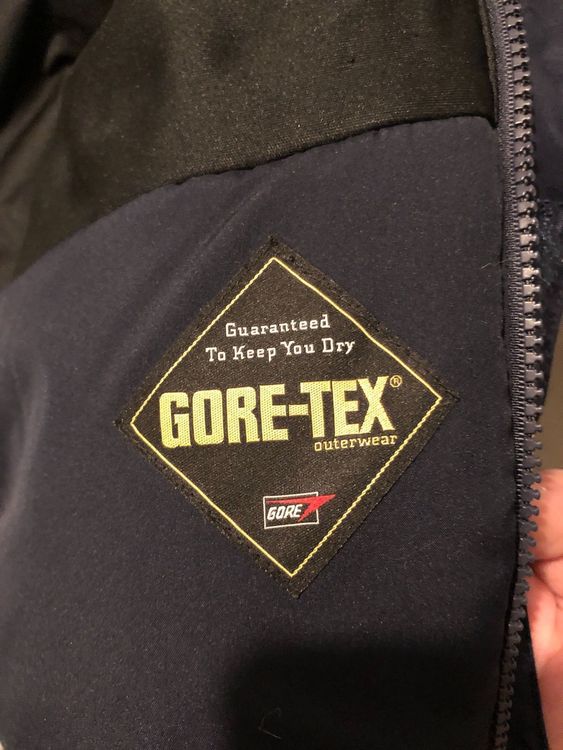 Guaranteed
To Keep You Dry
GORE-TEX®
outerwear
GORE